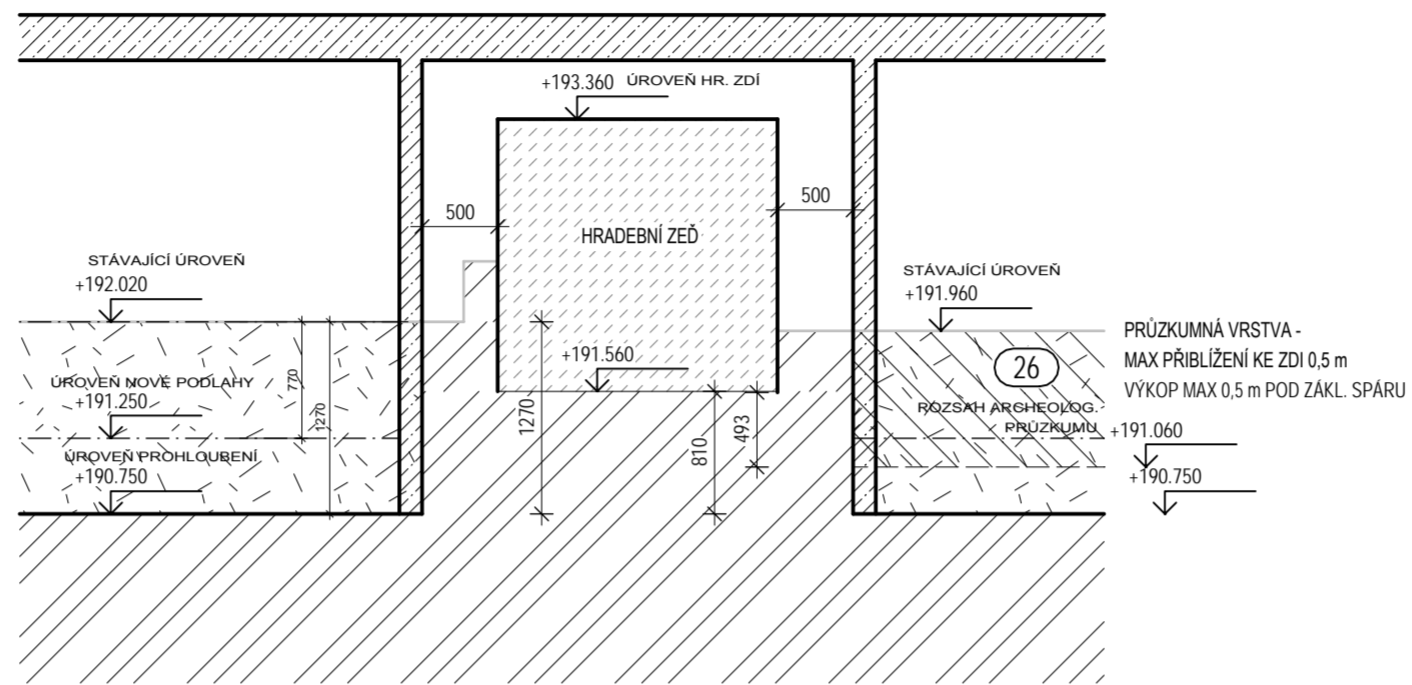 +193.360 ÚROVEŇ HR. ZDÍ
500
500
HRADEBNÍ ZEĎ
STÁVAJÍCÍ ÚROVEŇ
+192.020
STÁVAJÍCÍ ÚROVEŇ
+191.960
PRŮZKUMNÁ VRSTVA -
MAX PŘIBLÍŽENÍ KE ZDI 0,5 m
VÝKOP MAX 0,5 m POD ZÁKL. SPÁRU
+191.560
26
770
1270
1270
810
493
ÚROVEŇ NOVÉ PODLAHY
+191.250
ROZSAH ARCHEOLOG.
PRŮZKUMU
+191.060
ÚROVEŇ PROHLOUBENÍ
+190.750
+190.750